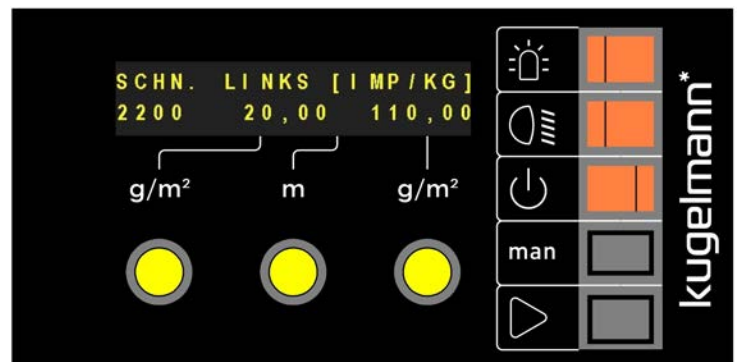 SCHN. LINKS [IMP/KG]
2200 20,00 110,00
g/m² m g/m²
man
kugelmann*